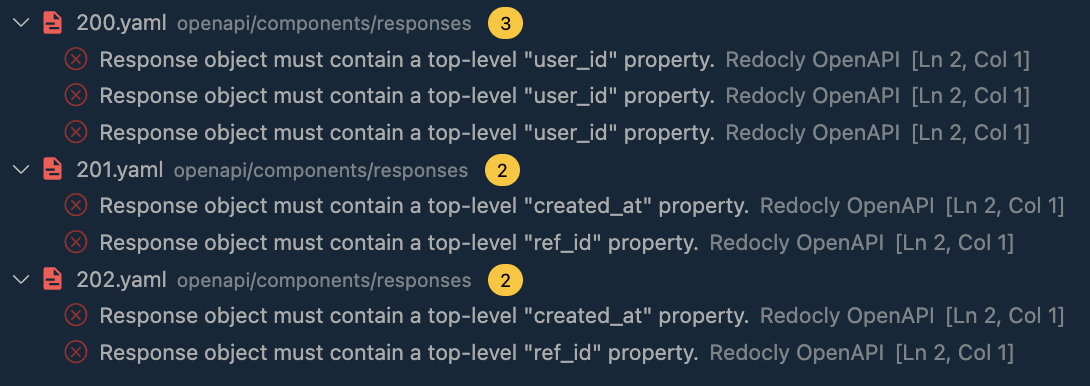 200.yaml openapi/components/responses 3
Response object must contain a top-level "user_id" property. Redocly OpenAPI [Ln 2, Col 1]
Response object must contain a top-level "user_id" property. Redocly OpenAPI [Ln 2, Col 1]
Response object must contain a top-level "user_id" property. Redocly OpenAPI [Ln 2, Col 1]
201.yaml openapi/components/responses 2
Response object must contain a top-level "created_at" property. Redocly OpenAPI [Ln 2, Col 1]
Response object must contain a top-level "ref_id" property. Redocly OpenAPI [Ln 2, Col 1]
202.yaml openapi/components/responses 2
Response object must contain a top-level "created_at" property. Redocly OpenAPI [Ln 2, Col 1]
Response object must contain a top-level "ref_id" property. Redocly OpenAPI [Ln 2, Col 1]